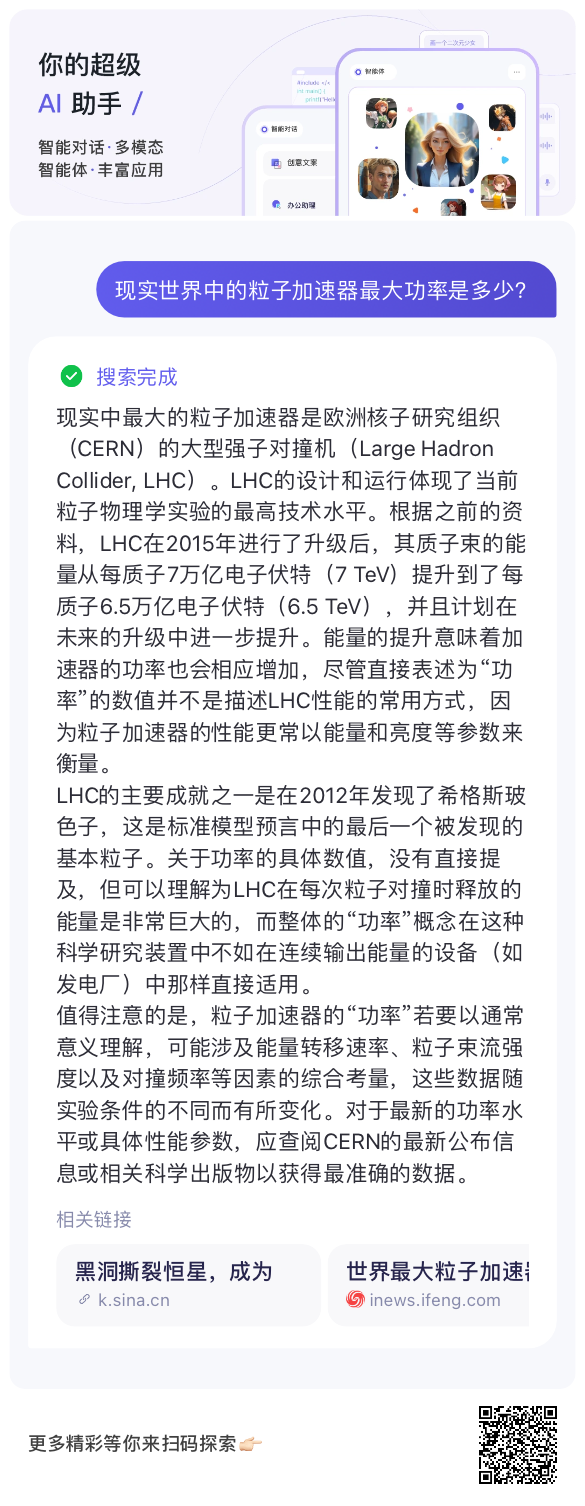 你的超级
AI 助手 /
智能对话·多模态
智能体·丰富应用
画一个二次元少女
智能体
#include </
int main() {
printf("Hello
智能对话
创意文案
办公助理
现实世界中的粒子加速器最大功率是多少？
搜索完成
现实中最大的粒子加速器是欧洲核子研究组织
（CERN）的大型强子对撞机（Large Hadron
Collider, LHC）。LHC的设计和运行体现了当前
粒子物理学实验的最高技术水平。根据之前的资
料，LHC在2015年进行了升级后，其质子束的能
量从每质子7万亿电子伏特（7 TeV）提升到了每
质子6.5万亿电子伏特（6.5 TeV），并且计划在
未来的升级中进一步提升。能量的提升意味着加
速器的功率也会相应增加，尽管直接表述为“功
率”的数值并不是描述LHC性能的常用方式，因
为粒子加速器的性能更常以能量和亮度等参数来
衡量。
LHC的主要成就之一是在2012年发现了希格斯玻
色子，这是标准模型预言中的最后一个被发现的
基本粒子。关于功率的具体数值，没有直接提
及，但可以理解为LHC在每次粒子对撞时释放的
能量是非常巨大的，而整体的“功率”概念在这种
科学研究装置中不如在连续输出能量的设备（如
发电厂）中那样直接适用。
值得注意的是，粒子加速器的“功率”若要以通常
意义理解，可能涉及能量转移速率、粒子束流强
度以及对撞频率等因素的综合考量，这些数据随
实验条件的不同而有所变化。对于最新的功率水
平或具体性能参数，应查阅CERN的最新公布信
息或相关科学出版物以获得最准确的数据。
相关链接
黑洞撕裂恒星，成为
k.sina.cn
世界最大粒子加速器
inews.ifeng.com
更多精彩等你来扫码探索👉🏻